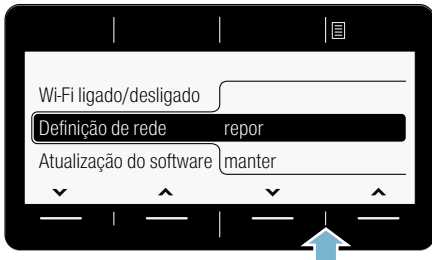 Wi-Fi ligado/desligado
Definição de rede repor
Atualização do software manter